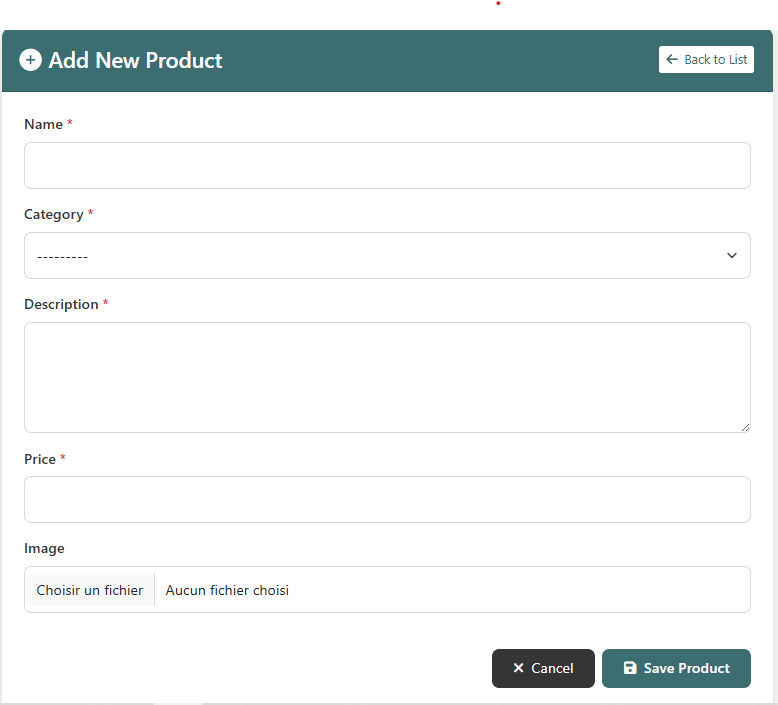 Add New Product
Back to List
Name *
Category *
---------
Description *
Price *
Image
Choisir un fichier Aucun fichier choisi
Cancel
Save Product